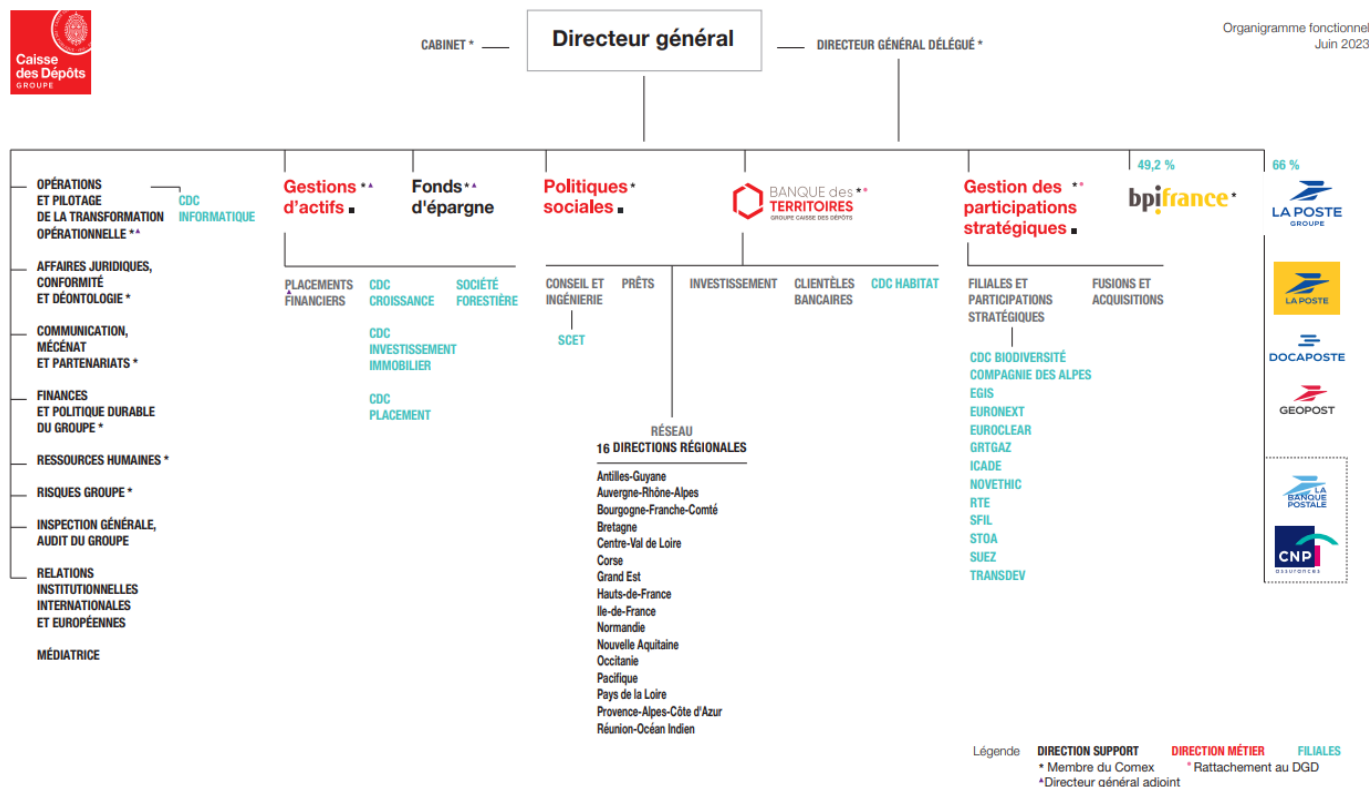 Caisse
des Dépôts
GROUPE
CABINET *
Directeur général
DIRECTEUR GÉNÉRAL DÉLÉGUÉ *
Organigramme fonctionnel
Juin 2023
OPÉRATIONS
ET PILOTAGE
DE LA TRANSFORMATION
OPÉRATIONNELLE *▲
CDC
INFORMATIQUE
AFFAIRES JURIDIQUES,
CONFORMITÉ
ET DÉONTOLOGIE *
COMMUNICATION,
MÉCÉNAT
ET PARTENARIATS *
FINANCES
ET POLITIQUE DURABLE
DU GROUPE *
RESSOURCES HUMAINES *
RISQUES GROUPE *
INSPECTION GÉNÉRALE,
AUDIT DU GROUPE
RELATIONS
INSTITUTIONNELLES
INTERNATIONALES
ET EUROPÉENNES
MÉDIATRICE
Gestions *▲
d'actifs ■
PLACEMENTS
▲
FINANCIERS
CDC
CROISSANCE
SOCIÉTÉ
FORESTIÈRE
CDC
INVESTISSEMENT
IMMOBILIER
CDC
PLACEMENT
Fonds *▲
d'épargne
Politiques *
sociales ■
BANQUE des **
TERRITOIRES
GROUPE CAISSE DES DÉPÔTS
CONSEIL ET
INGÉNIERIE
SCET
PRÊTS
INVESTISSEMENT
CLIENTÈLES
BANCAIRES
CDC HABITAT
RÉSEAU
16 DIRECTIONS RÉGIONALES
Antilles-Guyane
Auvergne-Rhône-Alpes
Bourgogne-Franche-Comté
Bretagne
Centre-Val de Loire
Corse
Grand Est
Hauts-de-France
Ile-de-France
Normandie
Nouvelle Aquitaine
Occitanie
Pacifique
Pays de la Loire
Provence-Alpes-Côte d'Azur
Réunion-Océan Indien
Gestion des **
participations
stratégiques ■
FILIALES ET
PARTICIPATIONS
STRATÉGIQUES
FUSIONS ET
ACQUISITIONS
CDC BIODIVERSITÉ
COMPAGNIE DES ALPES
EGIS
EURONEXT
EUROCLEAR
GRTGAZ
ICADE
NOVETHIC
RTE
SFIL
STOA
SUEZ
TRANSDEV
49,2 %
bpifrance *
66 %
LA POSTE
GROUPE
LA POSTE
DOCAPOSTE
GEOPOST
LA
BANQUE
POSTALE
CNP
assurances
Légende DIRECTION SUPPORT DIRECTION MÉTIER FILIALES
* Membre du Comex * Rattachement au DGD
▲Directeur général adjoint